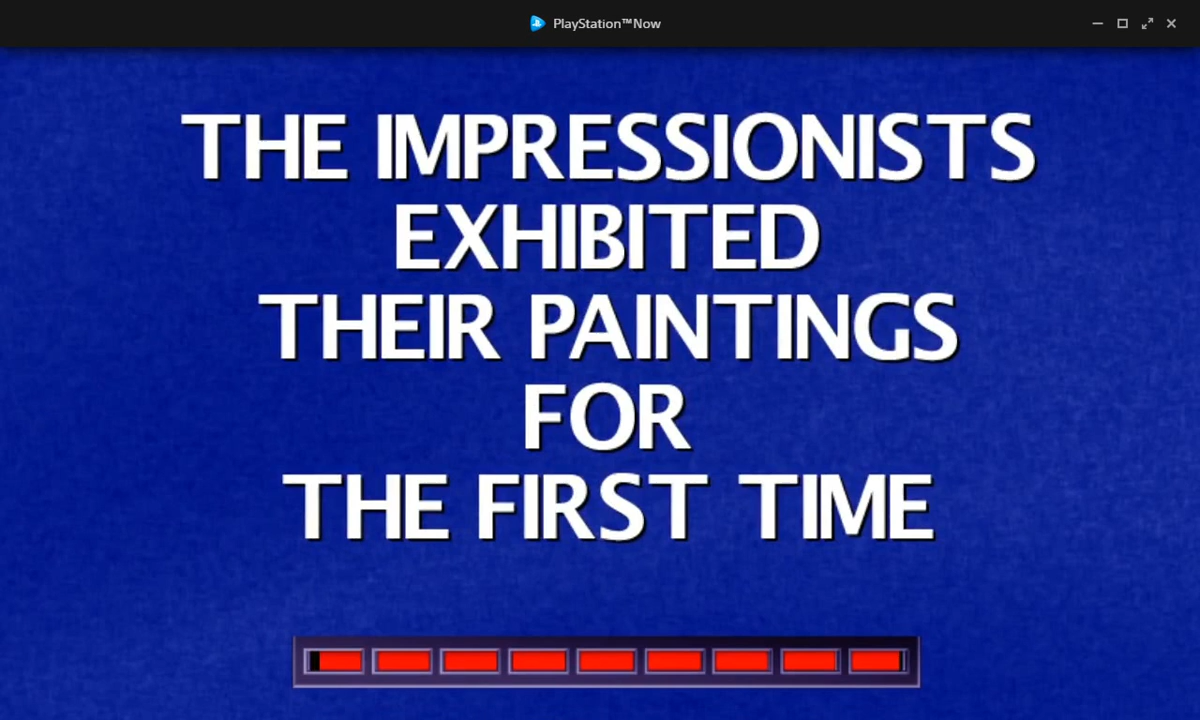 PlayStation™Now
THE IMPRESSIONISTS
EXHIBITED
THEIR PAINTINGS
FOR
THE FIRST TIME